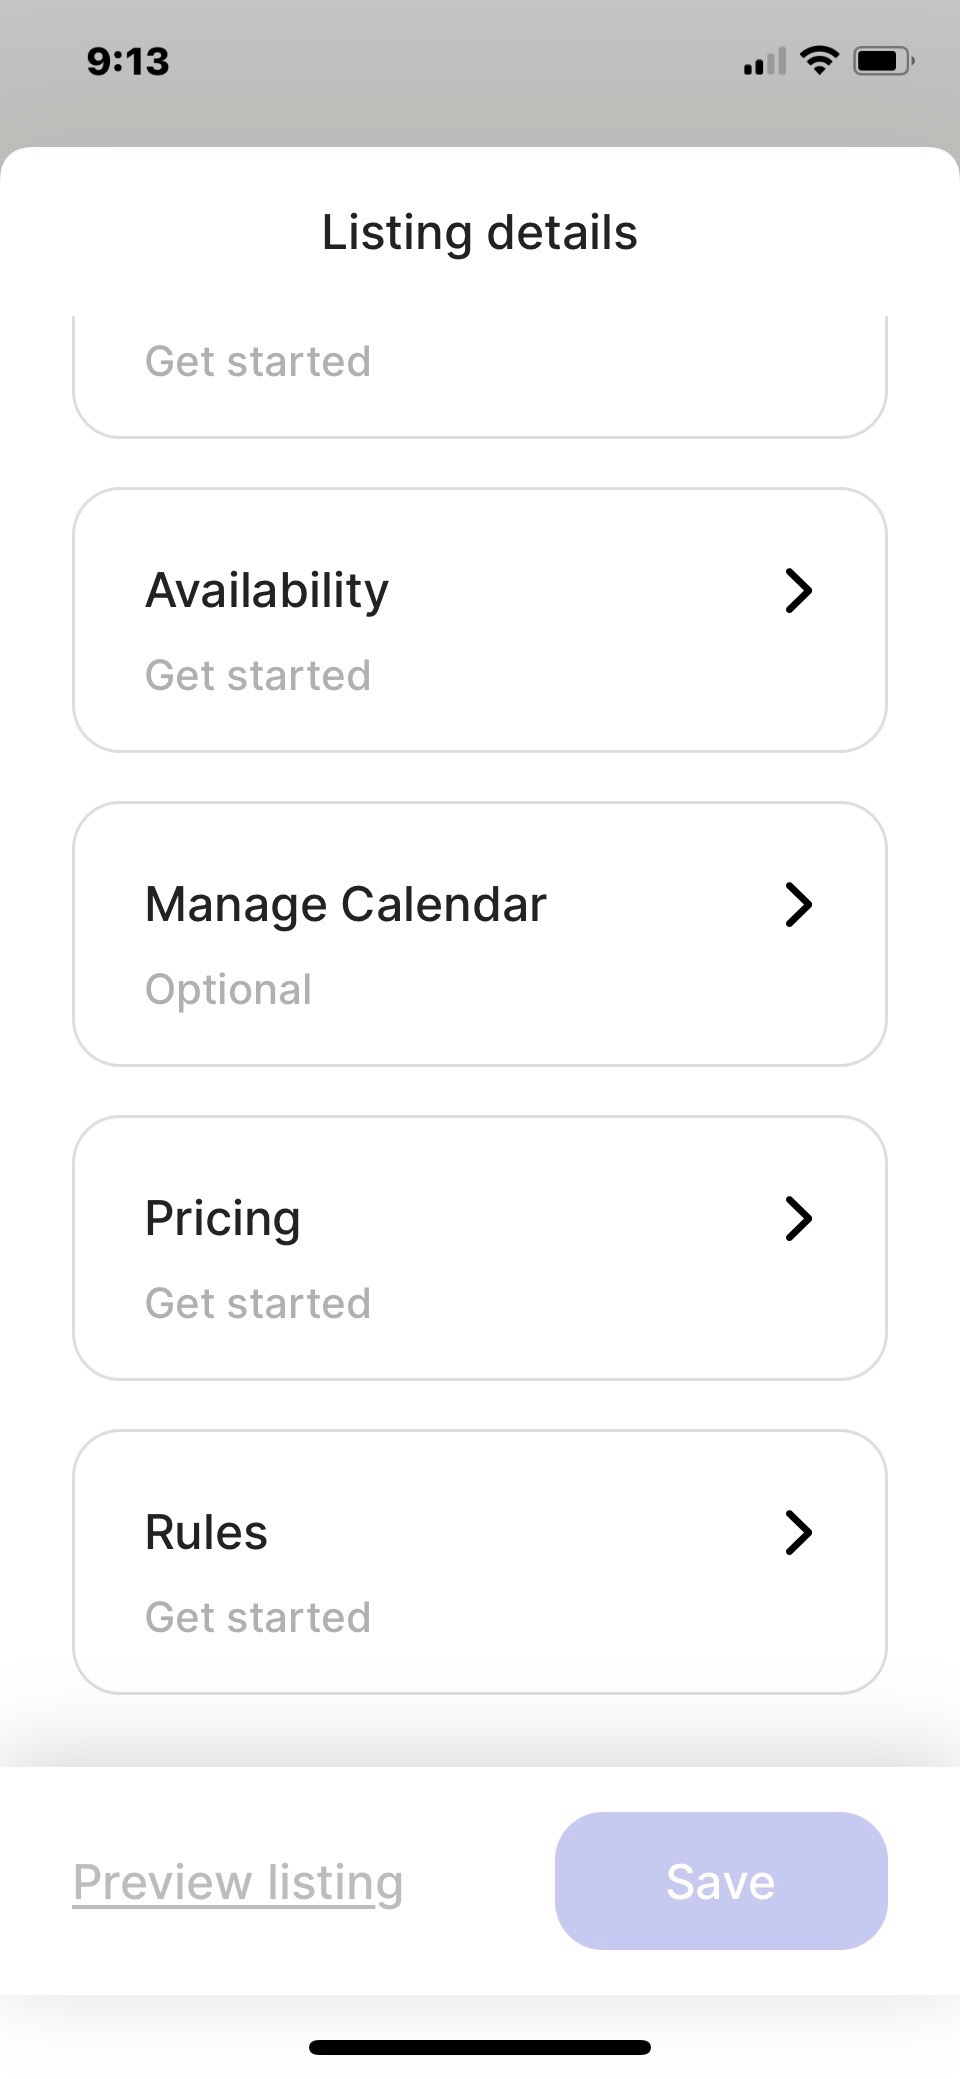 9:13
Listing details
Get started
Availability
Get started
Manage Calendar
Optional
Pricing
Get started
Rules
Get started
Preview listing
Save